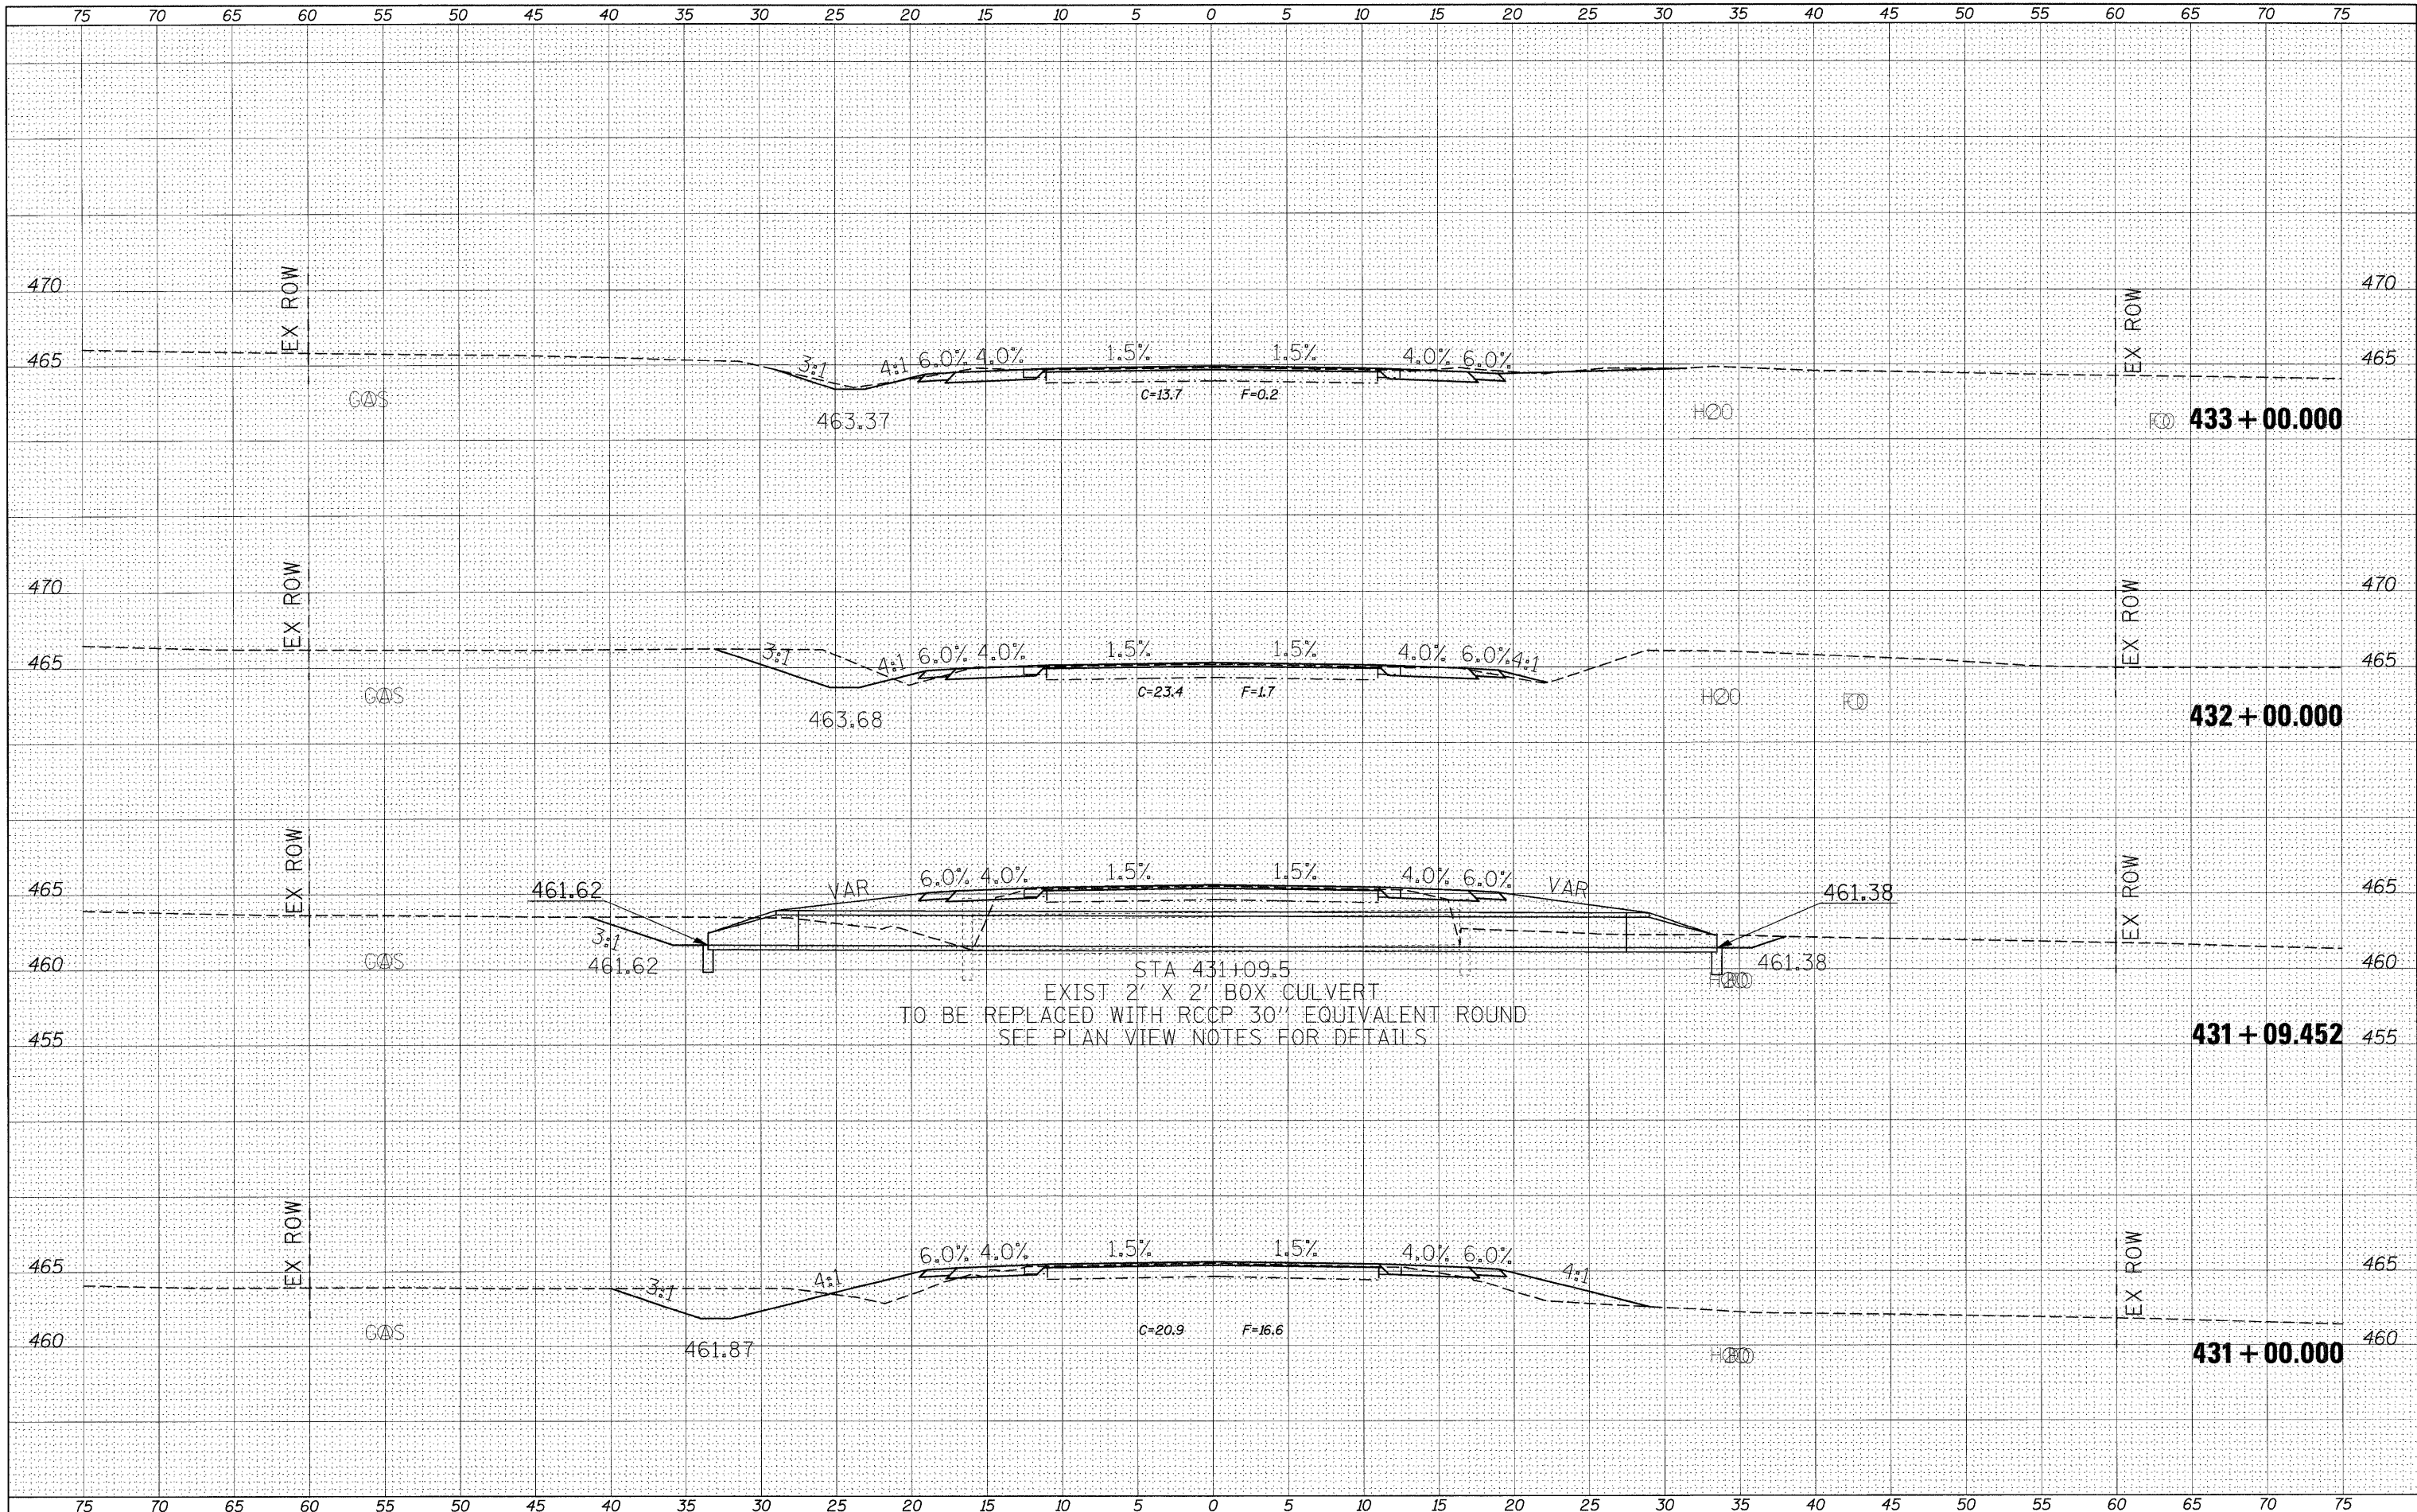 75 70 65 60 55 50 45 40 35 30 25 20 15 10 5 0 5 10 15 20 25 30 35 40 45 50 55 60 65 70 75
470 EX ROW EX ROW 470
465 3:1 4:1 6.0% 4.0% 1.5% 1.5% 4.0% 6.0% 465
GAS C=13.7 F=0.2
463.37 433+00.000
470 EX ROW EX ROW 470
465 3:1 4:1 6.0% 4.0% 1.5% 1.5% 4.0% 6.0% 4:1 465
GAS C=23.4 F=1.7
463.68 432+00.000
EX ROW EX ROW
465 461.62 VAR 6.0% 4.0% 1.5% 1.5% 4.0% 6.0% VAR 461.38 465
3:1
460 GAS 461.62 461.38 460
STA 431+09.5
EXIST 2' X 2' BOX CULVERT
TO BE REPLACED WITH RCCP 30" EQUIVALENT ROUND
SEE PLAN VIEW NOTES FOR DETAILS
455 431+09.452 455
EX ROW EX ROW
465 3:1 4:1 6.0% 4.0% 1.5% 1.5% 4.0% 6.0% 4:1 465
460 GAS C=20.9 F=16.6 460
461.87 431+00.000
75 70 65 60 55 50 45 40 35 30 25 20 15 10 5 0 5 10 15 20 25 30 35 40 45 50 55 60 65 70 75